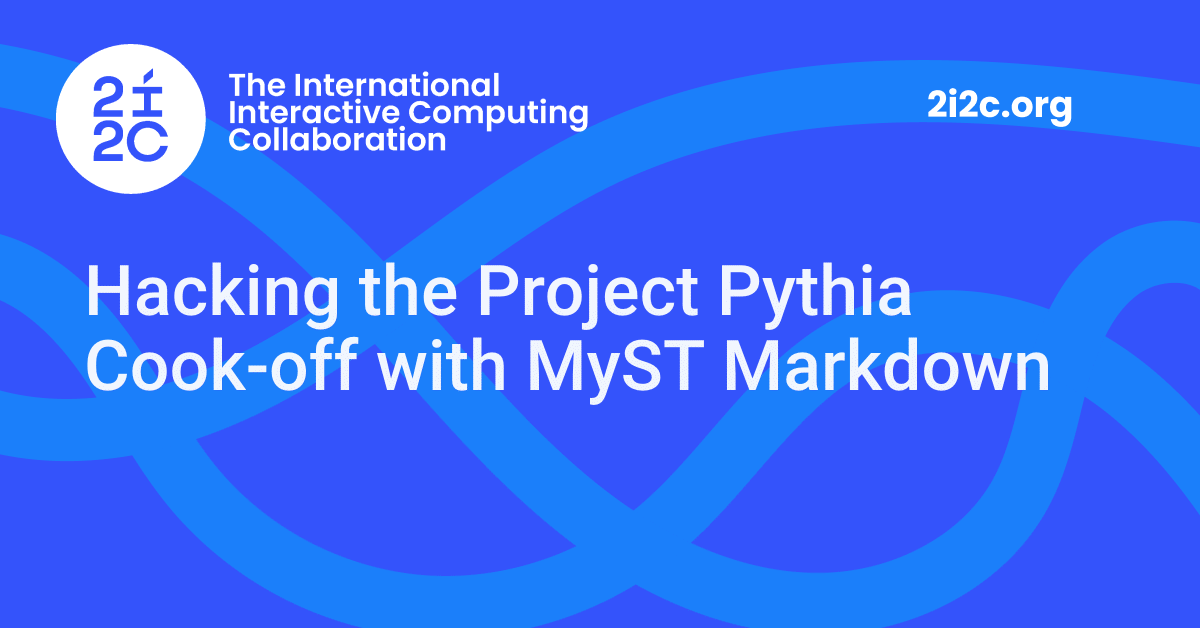 2i
2C
The International
Interactive Computing
Collaboration
2i2c.org
Hacking the Project Pythia
Cook-off with MyST Markdown